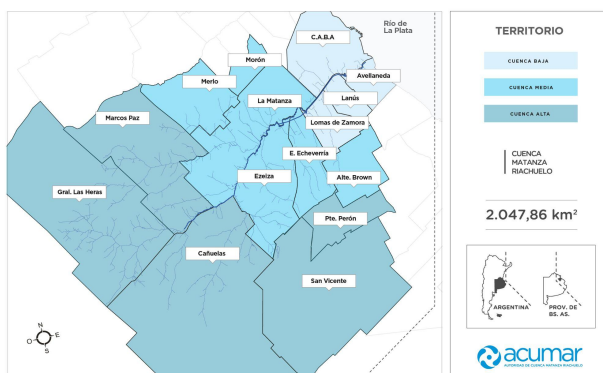 Río de
La Plata
C.A.B.A
Morón
Avellaneda
Merlo
Lanús
La Matanza
Marcos Paz
Lomas de Zamora
E. Echeverría
Ezeiza
Alte. Brown
Gral. Las Heras
Pte. Perón
Cañuelas
San Vicente
N
E
O
S
TERRITORIO
CUENCA BAJA
CUENCA MEDIA
CUENCA ALTA
CUENCA
MATANZA
RIACHUELO
2.047,86 km²
ARGENTINA
PROV. DE
BS. AS.
acumar
AUTORIDAD DE CUENCA MATANZA RIACHUELO